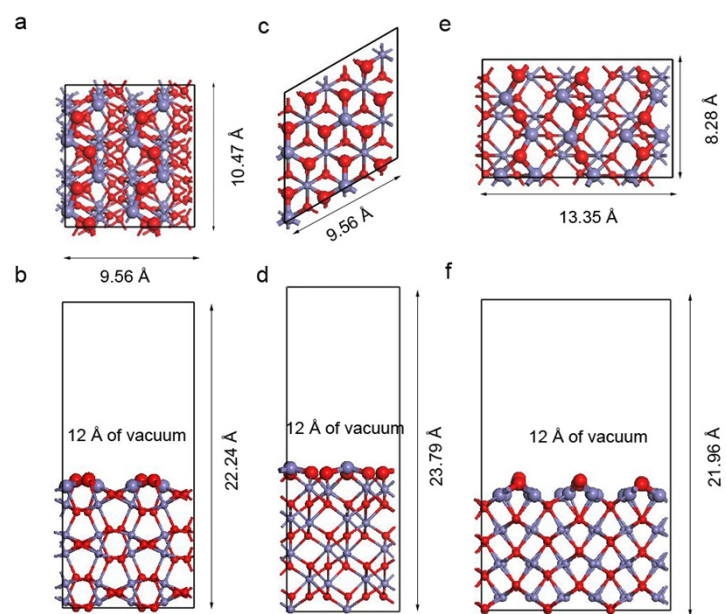 a
c
e
10.47 Å
9.56 Å
8.28 Å
13.35 Å
9.56 Å
b
d
f
12 Å of vacuum
22.24 Å
12 Å of vacuum
23.79 Å
12 Å of vacuum
21.96 Å